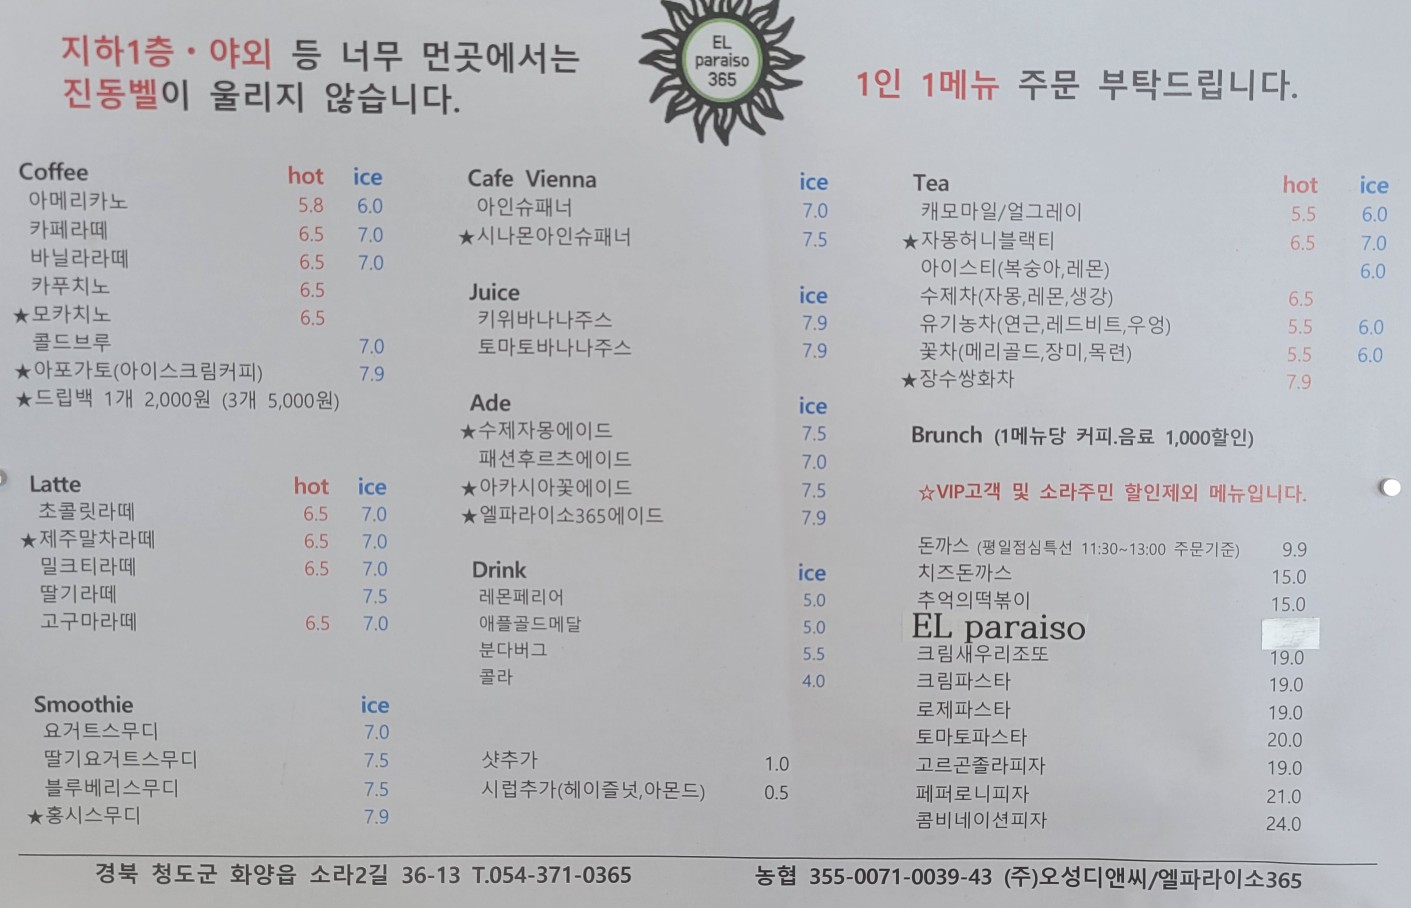 지하1층·야외 등 너무 먼곳에서는
진동벨이 울리지 않습니다.
EL
paraiso
365
1인 1메뉴 주문 부탁드립니다.
Coffee hot ice
아메리카노 5.8 6.0
카페라떼 6.5 7.0
바닐라라떼 6.5 7.0
카푸치노 6.5
★모카치노 6.5
콜드브루 7.0
★아포가토(아이스크림커피) 7.9
★드립백 1개 2,000원 (3개 5,000원)
Latte hot ice
초콜릿라떼 6.5 7.0
★제주말차라떼 6.5 7.0
밀크티라떼 6.5 7.0
딸기라떼 7.5
고구마라떼 6.5 7.0
Smoothie ice
요거트스무디 7.0
딸기요거트스무디 7.5
블루베리스무디 7.5
★홍시스무디 7.9
Cafe Vienna ice
아인슈패너 7.0
★시나몬아인슈패너 7.5
Juice ice
키위바나나주스 7.9
토마토바나나주스 7.9
Ade ice
★수제자몽에이드 7.5
패션후르츠에이드 7.0
★아카시아꽃에이드 7.5
★엘파라이소365에이드 7.9
Drink ice
레몬페리어 5.0
애플골드메달 5.0
분다버그 5.5
콜라 4.0
샷추가 1.0
시럽추가(헤이즐넛,아몬드) 0.5
Tea hot ice
캐모마일/얼그레이 5.5 6.0
★자몽허니블랙티 6.5 7.0
아이스티(복숭아,레몬) 6.0
수제차(자몽,레몬,생강) 6.5
유기농차(연근,레드비트,우엉) 5.5 6.0
꽃차(메리골드,장미,목련) 5.5 6.0
★장수쌍화차 7.9
Brunch (1메뉴당 커피.음료 1,000할인)
☆VIP고객 및 소라주민 할인제외 메뉴입니다.
돈까스 (평일점심특선 11:30~13:00 주문기준) 9.9
치즈돈까스 15.0
추억의떡볶이 15.0
EL paraiso
크림새우리조또 19.0
크림파스타 19.0
로제파스타 19.0
토마토파스타 20.0
고르곤졸라피자 19.0
페퍼로니피자 21.0
콤비네이션피자 24.0
경북 청도군 화양읍 소라2길 36-13 T.054-371-0365
농협 355-0071-0039-43 (주)오성디앤씨/엘파라이소365